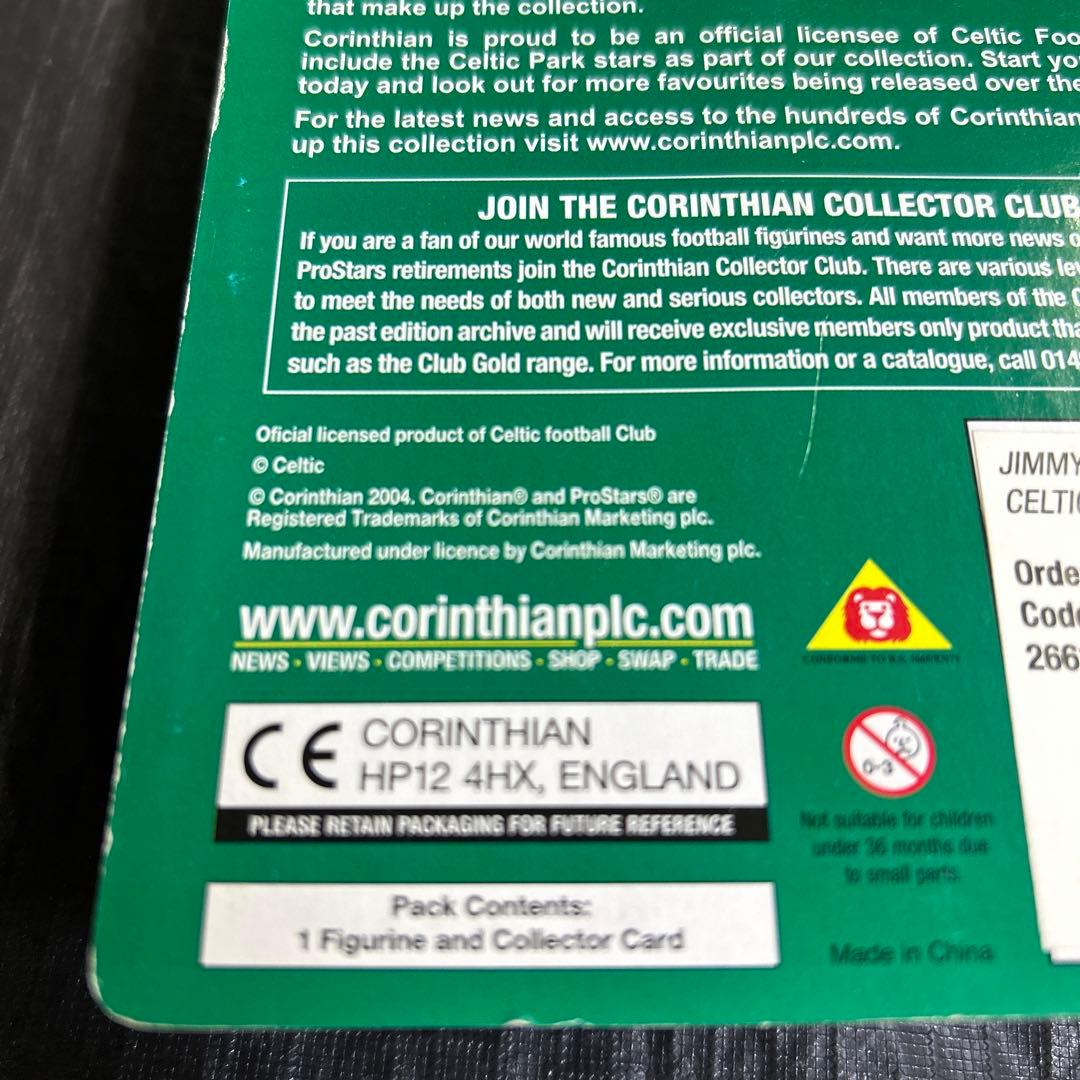 that make up the collection.
Corinthian is proud to be an official licensee of Celtic Foo
include the Celtic Park stars as part of our collection. Start yo
today and look out for more favourites being released over the
For the latest news and access to the hundreds of Corinthian
up this collection visit www.corinthianplc.com.
JOIN THE CORINTHIAN COLLECTOR CLUB
If you are a fan of our world famous football figurines and want more news o
ProStars retirements join the Corinthian Collector Club. There are various lev
to meet the needs of both new and serious collectors. All members of the C
the past edition archive and will receive exclusive members only product tha
such as the Club Gold range. For more information or a catalogue, call 014
Oficial licensed product of Celtic football Club
© Celtic
© Corinthian 2004. Corinthian® and ProStars® are
Registered Trademarks of Corinthian Marketing plc.
Manufactured under licence by Corinthian Marketing plc.
www.corinthianplc.com
NEWS · VIEWS · COMPETITIONS · SHOP · SWAP · TRADE
CE CORINTHIAN
HP12 4HX, ENGLAND
PLEASE RETAIN PACKAGING FOR FUTURE REFERENCE
Pack Contents:
1 Figurine and Collector Card
JIMMY
CELTIC
Orde
Code
266
0-3
Not suitable for children
under 36 months due
to small parts.
Made in China